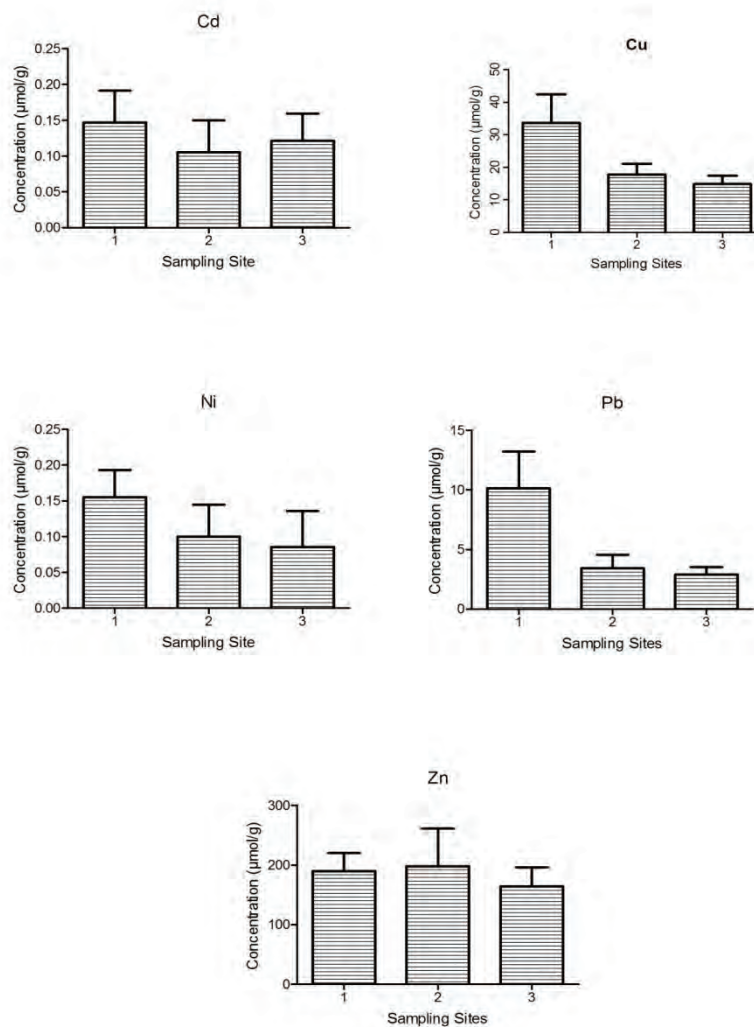 Cd
Concentration (µmol/g)
0.25
0.20
0.15
0.10
0.05
0.00
1 2 3
Sampling Site
Cu
Concentration (µmol/g)
50
40
30
20
10
0
1 2 3
Sampling Sites
Ni
Concentration (µmol/g)
0.25
0.20
0.15
0.10
0.05
0.00
1 2 3
Sampling Site
Pb
Concentration (µmol/g)
15
10
5
0
1 2 3
Sampling Sites
Zn
Concentration (µmol/g)
300
200
100
0
1 2 3
Sampling Sites